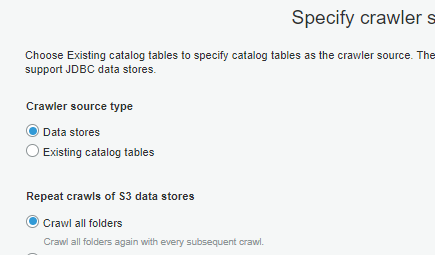 Specify crawler s
Choose Existing catalog tables to specify catalog tables as the crawler source. The
support JDBC data stores.
Crawler source type
Data stores
Existing catalog tables
Repeat crawls of S3 data stores
Crawl all folders
Crawl all folders again with every subsequent crawl.